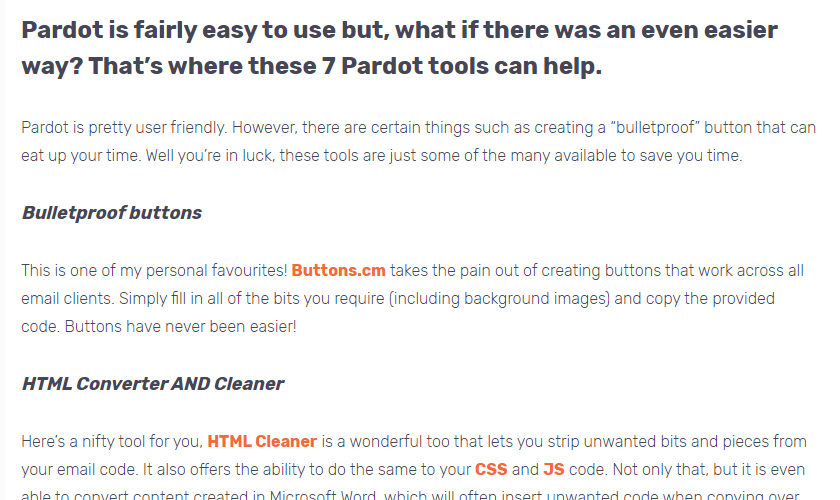 Pardot is fairly easy to use but, what if there was an even easier
way? That's where these 7 Pardot tools can help.
Pardot is pretty user friendly. However, there are certain things such as creating a “bulletproof” button that can
eat up your time. Well you're in luck, these tools are just some of the many available to save you time.
Bulletproof buttons
This is one of my personal favourites! Buttons.cm takes the pain out of creating buttons that work across all
email clients. Simply fill in all of the bits you require (including background images) and copy the provided
code. Buttons have never been easier!
HTML Converter AND Cleaner
Here's a nifty tool for you, HTML Cleaner is a wonderful too that lets you strip unwanted bits and pieces from
your email code. It also offers the ability to do the same to your CSS and JS code. Not only that, but it is even
able to convert content created in Microsoft Word, which will often insert unwanted code when copying over